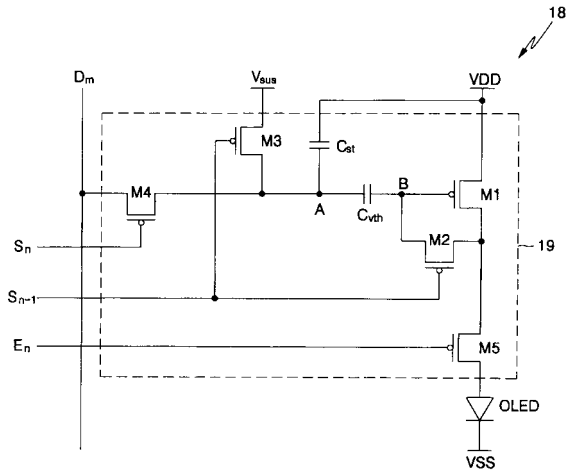 18
Dm
Vsus
VDD
M3
Cst
M4
A
Cvth
B
M1
M2
Sn
19
Sn-1
En
M5
OLED
VSS